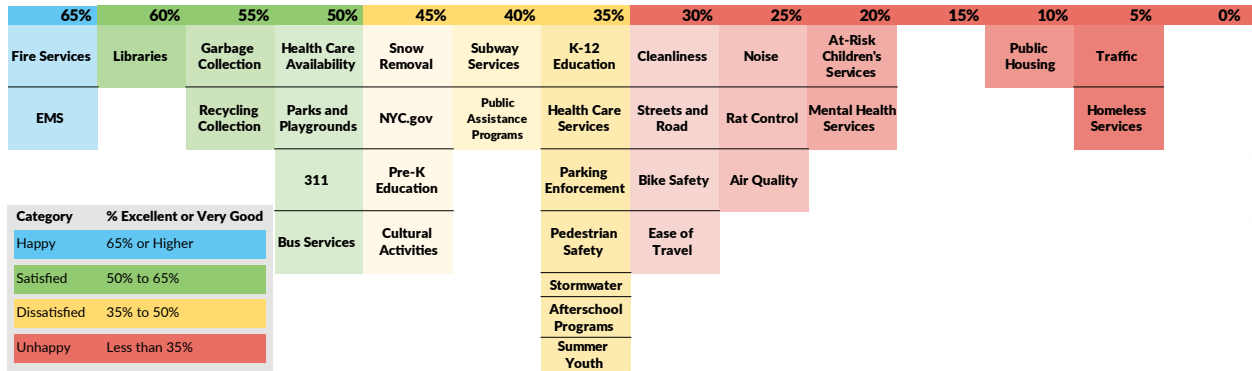 65% 60% 55% 50% 45% 40% 35% 30% 25% 20% 15% 10% 5% 0%
Fire Services
EMS
Libraries
Garbage
Collection
Recycling
Collection
Health Care
Availability
Parks and
Playgrounds
311
Bus Services
Snow
Removal
NYC.gov
Pre-K
Education
Cultural
Activities
Subway
Services
Public
Assistance
Programs
K-12
Education
Health Care
Services
Parking
Enforcement
Pedestrian
Safety
Stormwater
Afterschool
Programs
Summer
Youth
Cleanliness
Streets and
Road
Bike Safety
Ease of
Travel
Noise
Rat Control
Air Quality
At-Risk
Children's
Services
Mental Health
Services
Public
Housing
Traffic
Homeless
Services
Category % Excellent or Very Good
Happy 65% or Higher
Satisfied 50% to 65%
Dissatisfied 35% to 50%
Unhappy Less than 35%